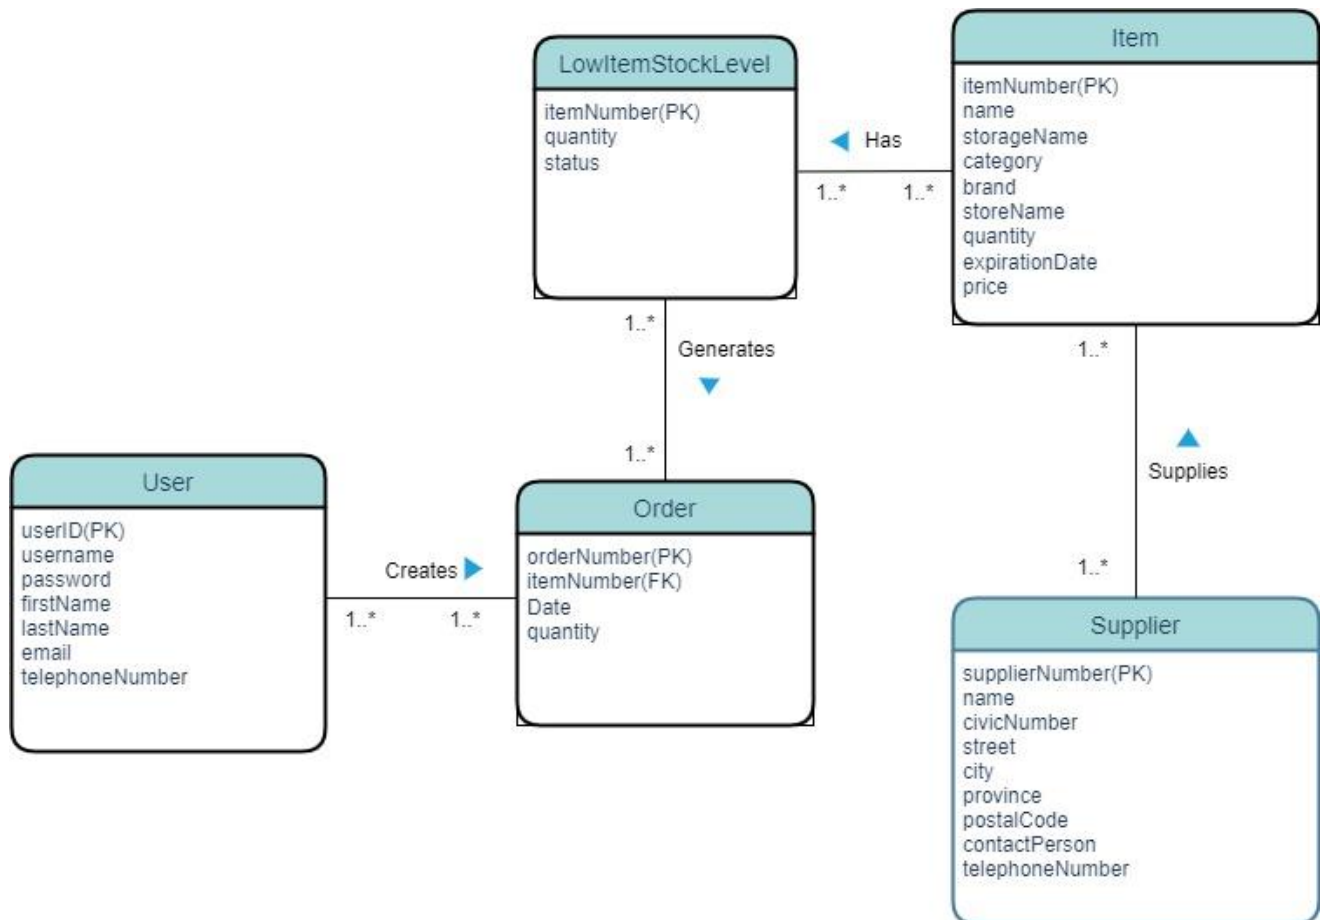 LowItemStockLevel
itemNumber(PK)
quantity
status
Has
1..*
1..*
Item
itemNumber(PK)
name
storageName
category
brand
storeName
quantity
expirationDate
price
1..*
Generates
1..*
1..*
Supplies
1..*
User
userID(PK)
username
password
firstName
lastName
email
telephoneNumber
Creates
1..*
1..*
Order
orderNumber(PK)
itemNumber(FK)
Date
quantity
Supplier
supplierNumber(PK)
name
civicNumber
street
city
province
postalCode
contactPerson
telephoneNumber